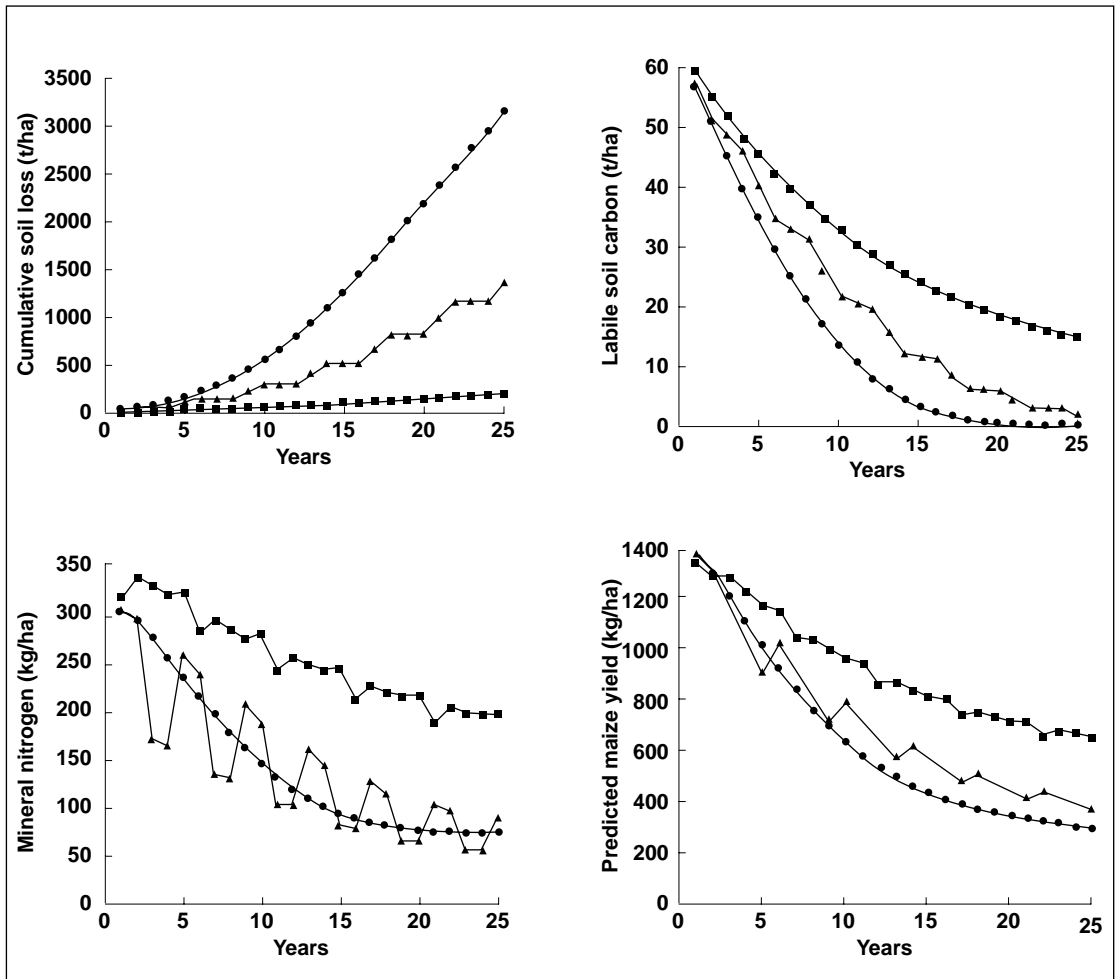 Cumulative soil loss (t/ha)
3500
3000
2500
2000
1500
1000
500
0
0 5 10 15 20 25
Years
Labile soil carbon (t/ha)
60
50
40
30
20
10
0
0 5 10 15 20 25
Years
Mineral nitrogen (kg/ha)
350
300
250
200
150
100
50
0
0 5 10 15 20 25
Years
Predicted maize yield (kg/ha)
1400
1200
1000
800
600
400
200
0
0 5 10 15 20 25
Years